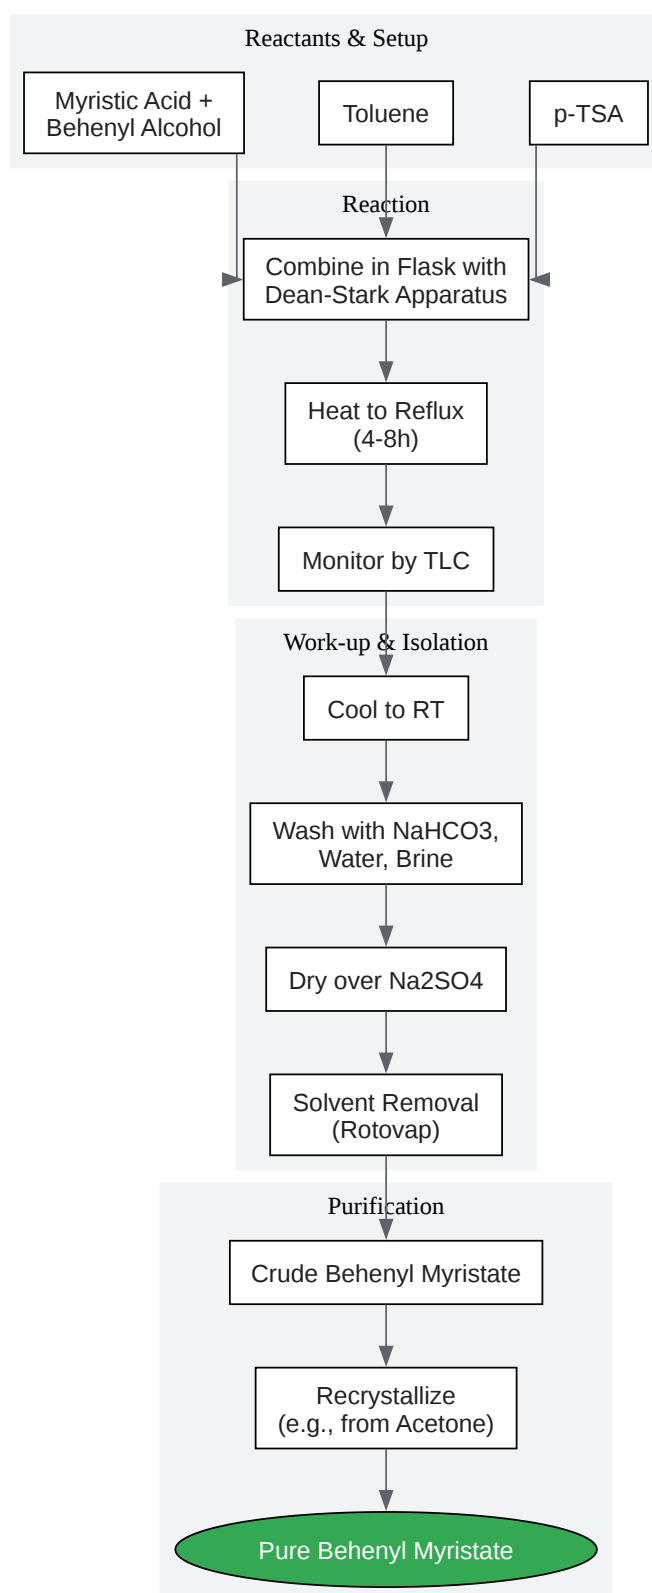 Reactants & Setup
Myristic Acid +
Behenyl Alcohol
Toluene
p-TSA
Reaction
Combine in Flask with
Dean-Stark Apparatus
Heat to Reflux
(4-8h)
Monitor by TLC
Work-up & Isolation
Cool to RT
Wash with NaHCO3,
Water, Brine
Dry over Na2SO4
Solvent Removal
(Rotovap)
Purification
Crude Behenyl Myristate
Recrystallize
(e.g., from Acetone)
Pure Behenyl Myristate